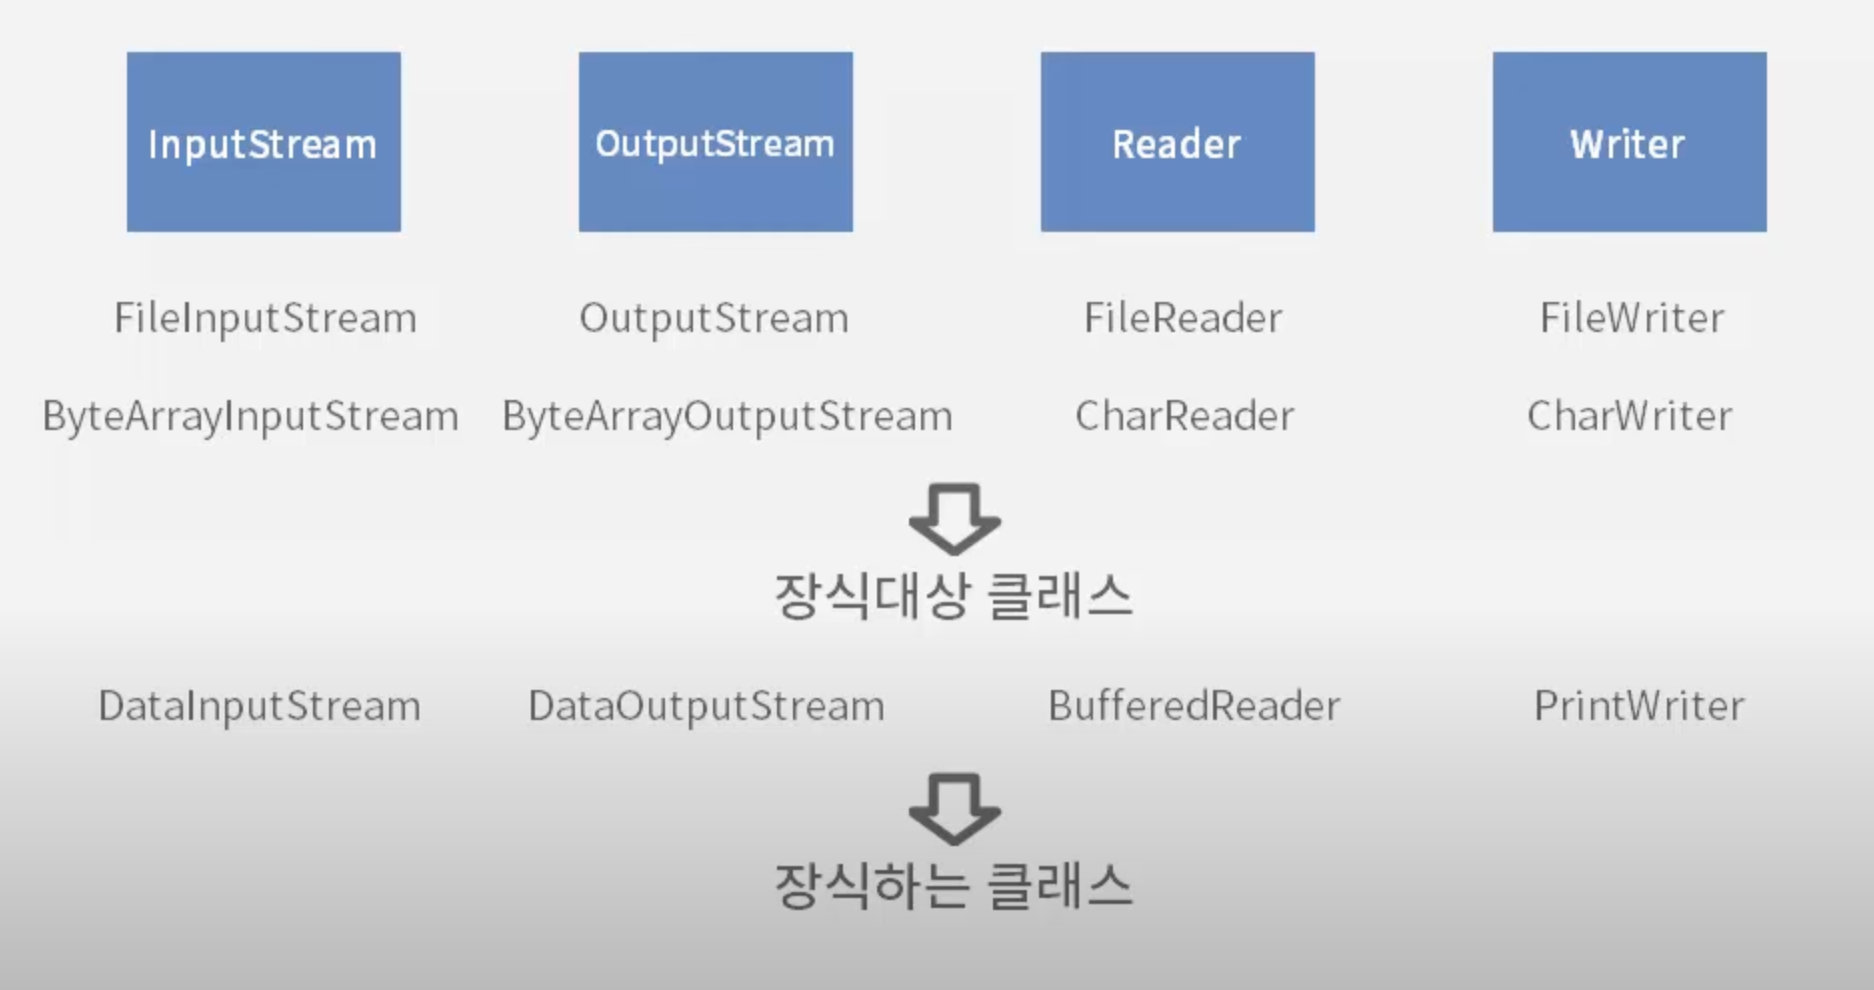 InputStream
OutputStream
Reader
Writer
FileInputStream
OutputStream
FileReader
FileWriter
ByteArrayInputStream
ByteArrayOutputStream
CharReader
CharWriter
장식대상 클래스
DataInputStream
DataOutputStream
BufferedReader
PrintWriter
장식하는 클래스